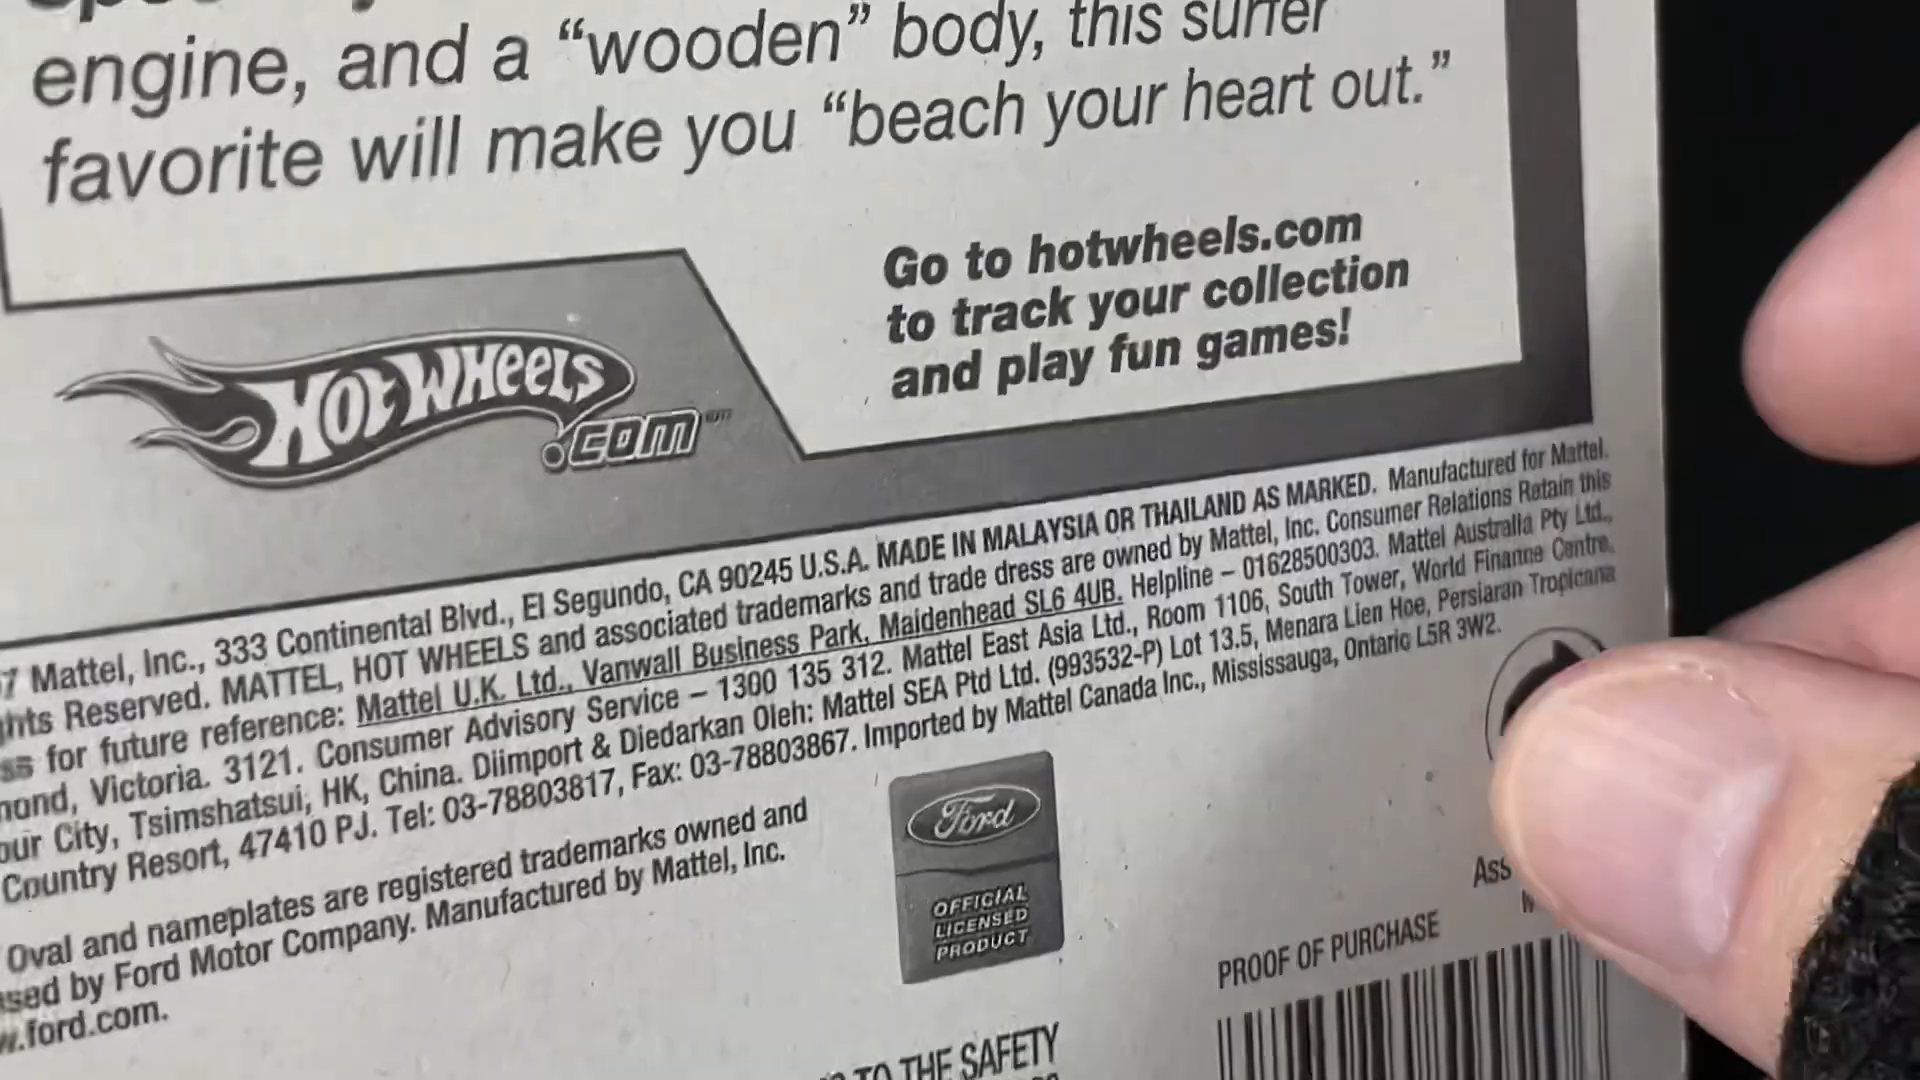 engine, and a “wooden” body, this surfer
favorite will make you “beach your heart out.”
Go to hotwheels.com
to track your collection
and play fun games!
HOT WHEELS
.com
7 Mattel, Inc., 333 Continental Blvd., El Segundo, CA 90245 U.S.A. MADE IN MALAYSIA OR THAILAND AS MARKED. Manufactured for Mattel.
hts Reserved. MATTEL, HOT WHEELS and associated trademarks and trade dress are owned by Mattel, Inc. Consumer Relations Retain this
ss for future reference: Mattel U.K. Ltd., Vanwall Business Park, Maidenhead SL6 4UB. Helpline – 01628500303. Mattel Australia Pty Ltd.,
mond, Victoria. 3121. Consumer Advisory Service – 1300 135 312. Mattel East Asia Ltd., Room 1106, South Tower, World Finance Centre,
our City, Tsimshatsui, HK, China. Diimport & Diedarkan Oleh: Mattel SEA Ptd Ltd. (993532-P) Lot 13.5, Menara Lien Hoe, Persiaran Tropicana
Country Resort, 47410 PJ. Tel: 03-78803817, Fax: 03-78803867. Imported by Mattel Canada Inc., Mississauga, Ontario L5R 3W2.
Oval and nameplates are registered trademarks owned and
sed by Ford Motor Company. Manufactured by Mattel, Inc.
w.ford.com.
Ford
OFFICIAL
LICENSED
PRODUCT
Ass
PROOF OF PURCHASE
TO THE SAFETY